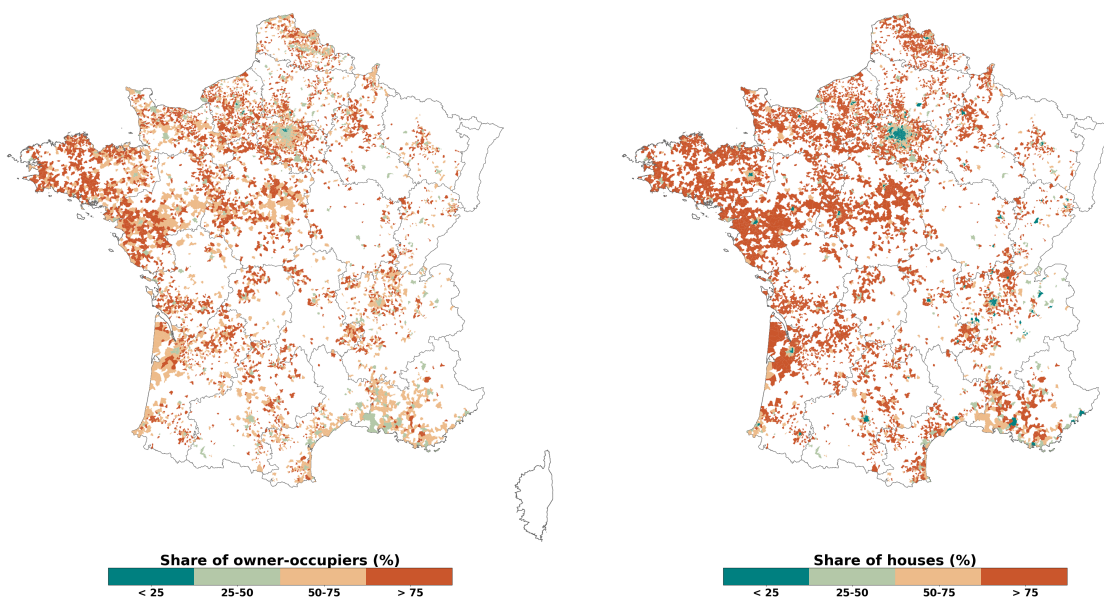 Share of owner-occupiers (%)
< 25 25-50 50-75 > 75
Share of houses (%)
< 25 25-50 50-75 > 75